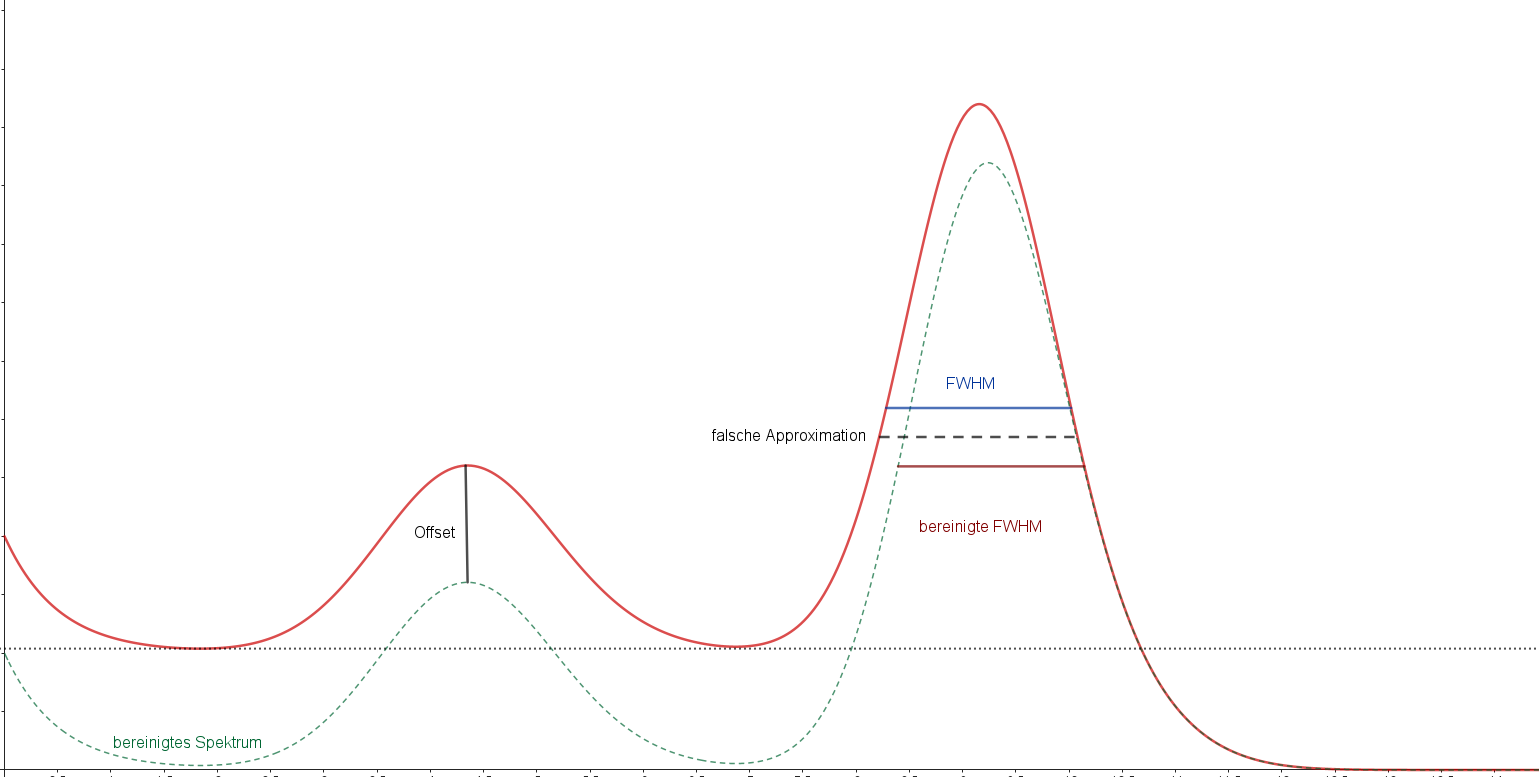 FWHM
falsche Approximation
bereinigte FWHM
Offset
bereinigtes Spektrum